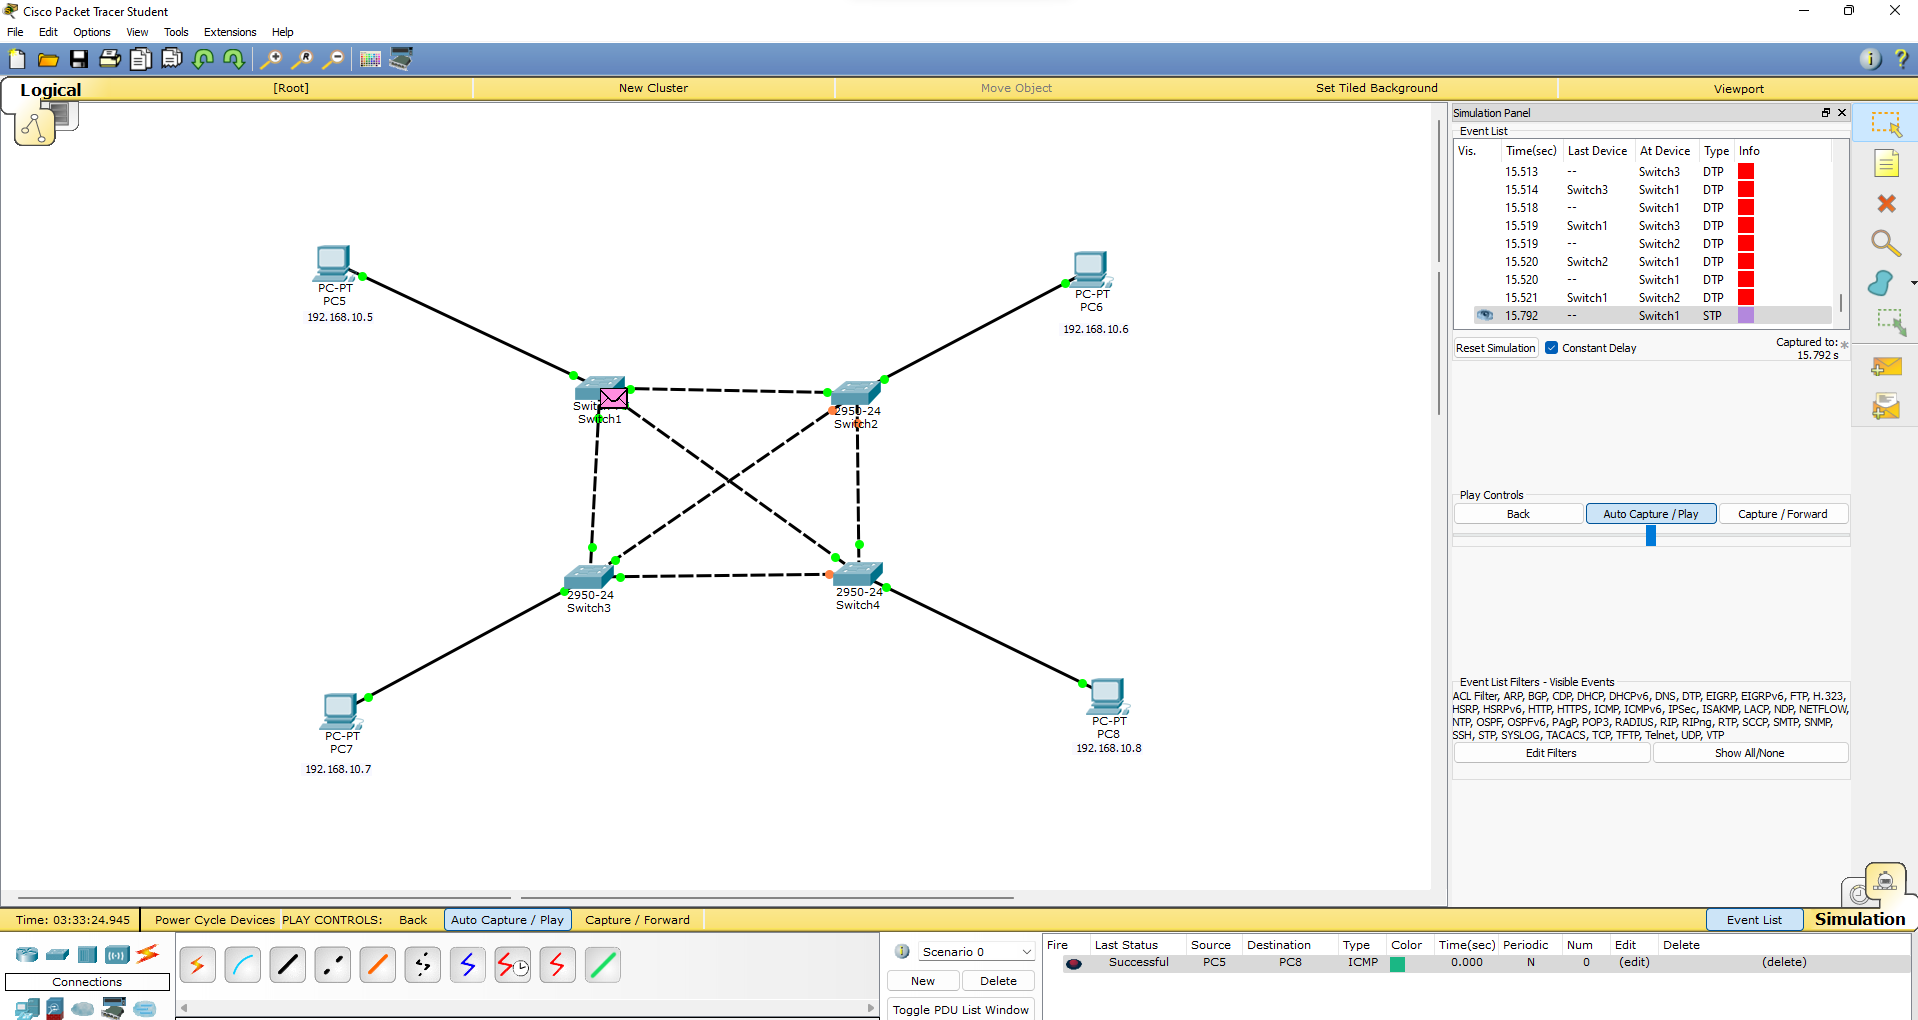 Cisco Packet Tracer Student
File Edit Options View Tools Extensions Help
Logical [Root] New Cluster Move Object Set Tiled Background Viewport
PC-PT
PC5
192.168.10.5
PC-PT
PC6
192.168.10.6
Switch1
2950-24
Switch2
2950-24
Switch3
2950-24
Switch4
PC-PT
PC7
192.168.10.7
PC-PT
PC8
192.168.10.8
Simulation Panel
Event List
Vis. Time(sec) Last Device At Device Type Info
15.513 -- Switch3 DTP
15.514 Switch3 Switch1 DTP
15.518 -- Switch1 DTP
15.519 Switch1 Switch3 DTP
15.519 -- Switch2 DTP
15.520 Switch2 Switch1 DTP
15.520 -- Switch1 DTP
15.521 Switch1 Switch2 DTP
15.792 -- Switch1 STP
Reset Simulation Constant Delay Captured to: *
15.792 s
Play Controls
Back Auto Capture / Play Capture / Forward
Event List Filters - Visible Events
ACL Filter, ARP, BGP, CDP, DHCP, DHCPv6, DNS, DTP, EIGRP, EIGRPv6, FTP, H.323,
HSRP, HSRPv6, HTTP, HTTPS, ICMP, ICMPv6, IPSec, ISAKMP, LACP, NDP, NETFLOW,
NTP, OSPF, OSPFv6, PAgP, POP3, RADIUS, RIP, RIPng, RTP, SCCP, SMTP, SNMP,
SSH, STP, SYSLOG, TACACS, TCP, TFTP, Telnet, UDP, VTP
Edit Filters Show All/None
Time: 03:33:24.945 Power Cycle Devices PLAY CONTROLS: Back Auto Capture / Play Capture / Forward Event List Simulation
Connections
Scenario 0
New Delete
Toggle PDU List Window
Fire Last Status Source Destination Type Color Time(sec) Periodic Num Edit Delete
Successful PC5 PC8 ICMP 0.000 N 0 (edit) (delete)